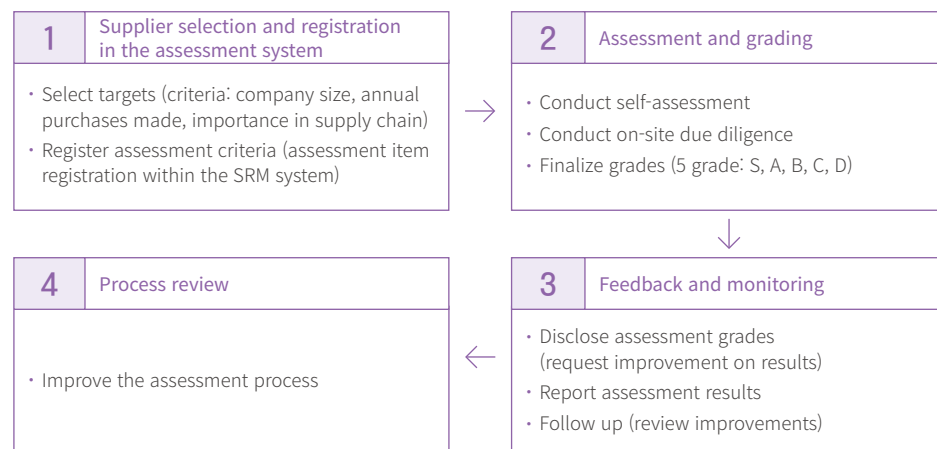 1
Supplier selection and registration
in the assessment system
· Select targets (criteria: company size, annual
purchases made, importance in supply chain)
· Register assessment criteria (assessment item
registration within the SRM system)
2
Assessment and grading
· Conduct self-assessment
· Conduct on-site due diligence
· Finalize grades (5 grade: S, A, B, C, D)
3
Feedback and monitoring
· Disclose assessment grades
(request improvement on results)
· Report assessment results
· Follow up (review improvements)
4
Process review
· Improve the assessment process